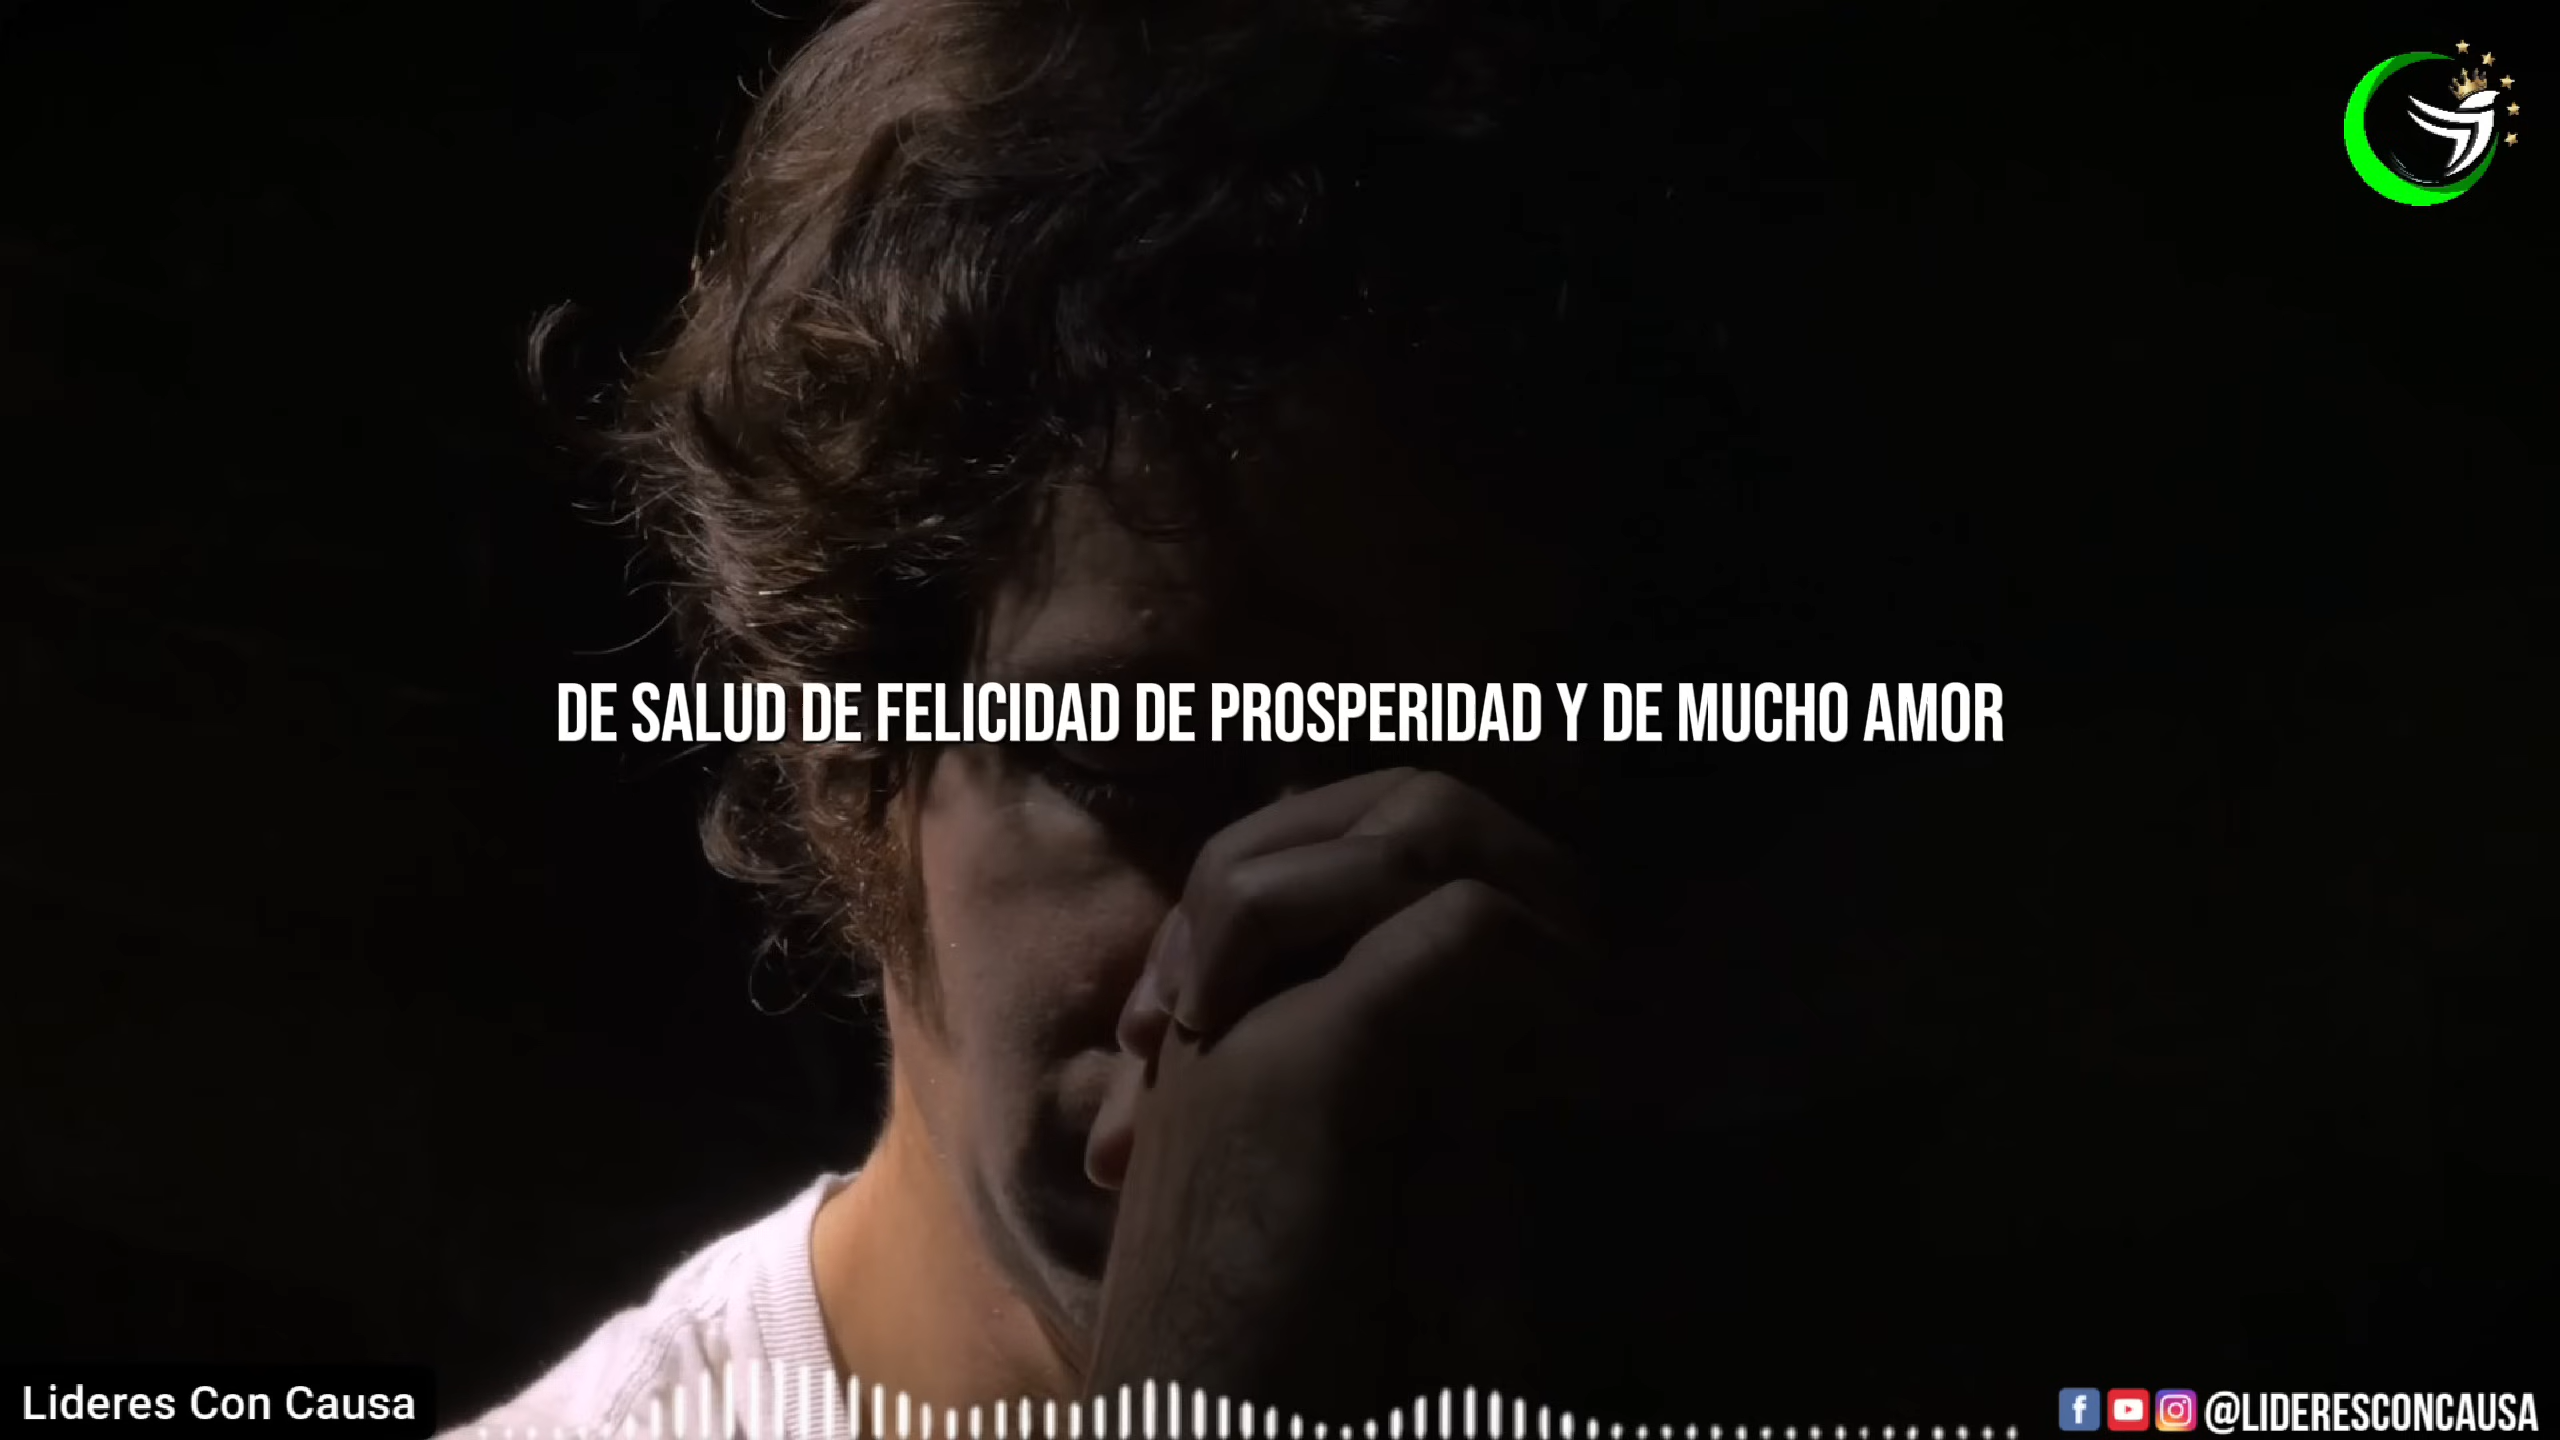 DE SALUD DE FELICIDAD DE PROSPERIDAD Y DE MUCHO AMOR
Lideres Con Causa
@LIDERESCONCAUSA